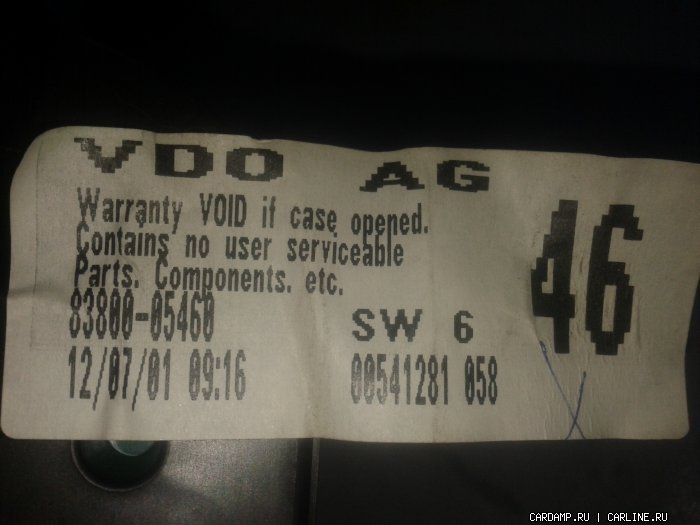 VDO AG
Warranty VOID if case opened.
Contains no user serviceable
Parts. Components. etc.
83800-05460
SW 6
46
12/07/01 09:16
00541281 058
CARDAMP.RU | CARLINE.RU